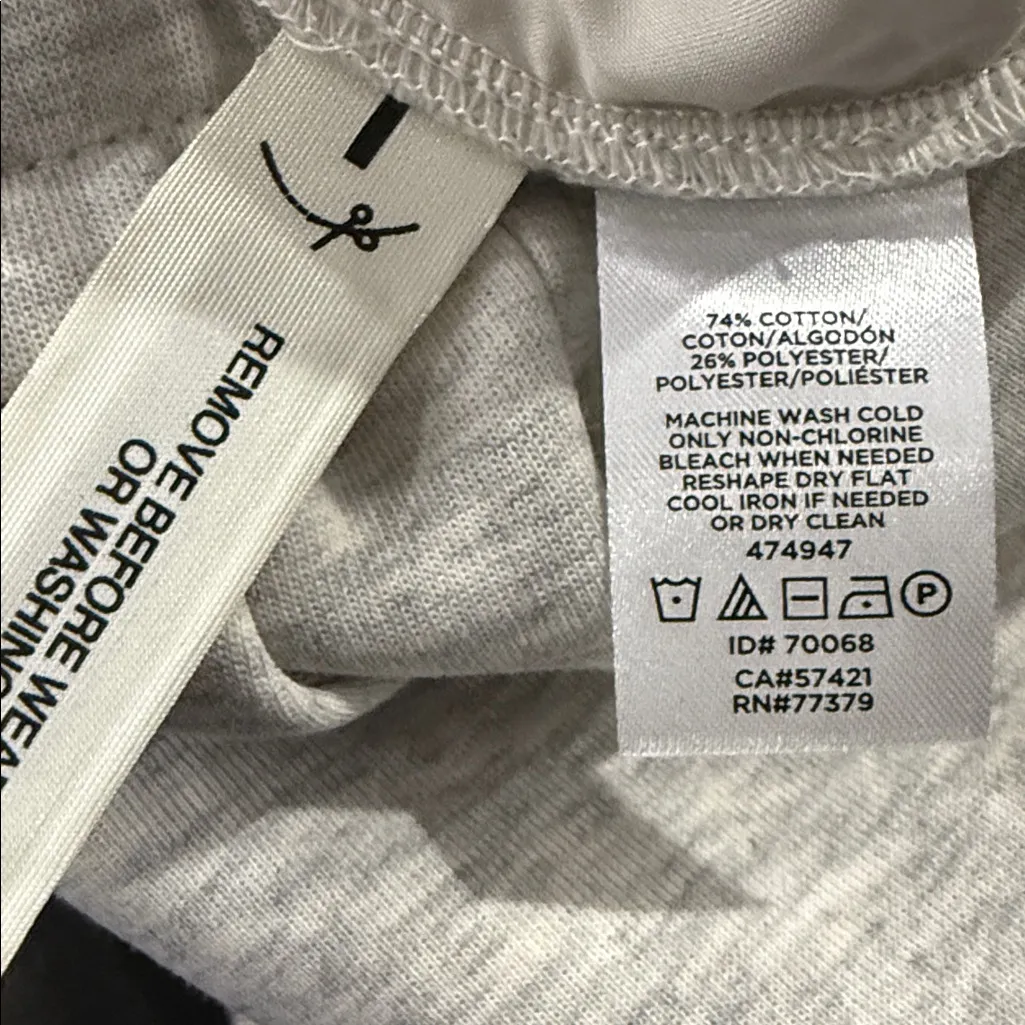 REMOVE BEFORE
OR WASHING
74% COTTON/
COTON/ALGODÓN
26% POLYESTER/
POLYESTER/POLIÉSTER
MACHINE WASH COLD
ONLY NON-CHLORINE
BLEACH WHEN NEEDED
RESHAPE DRY FLAT
COOL IRON IF NEEDED
OR DRY CLEAN
474947
P
ID# 70068
CA#57421
RN#77379